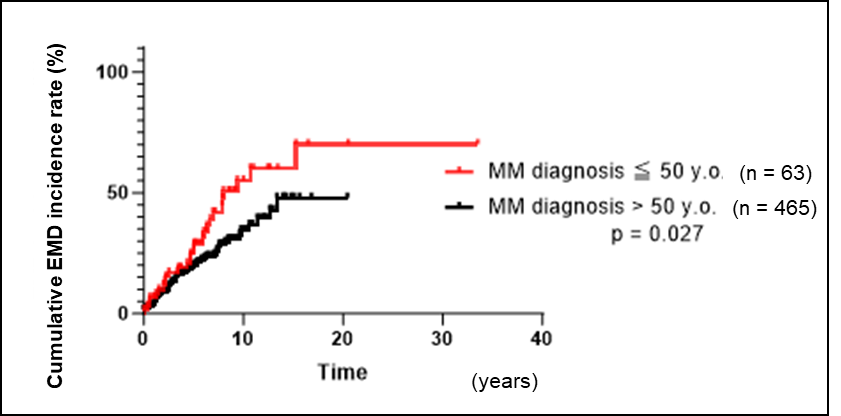 Cumulative EMD incidence rate (%)
100
50
0
0 10 20 30 40
Time
(years)
MM diagnosis ≦ 50 y.o. (n = 63)
MM diagnosis > 50 y.o. (n = 465)
p = 0.027